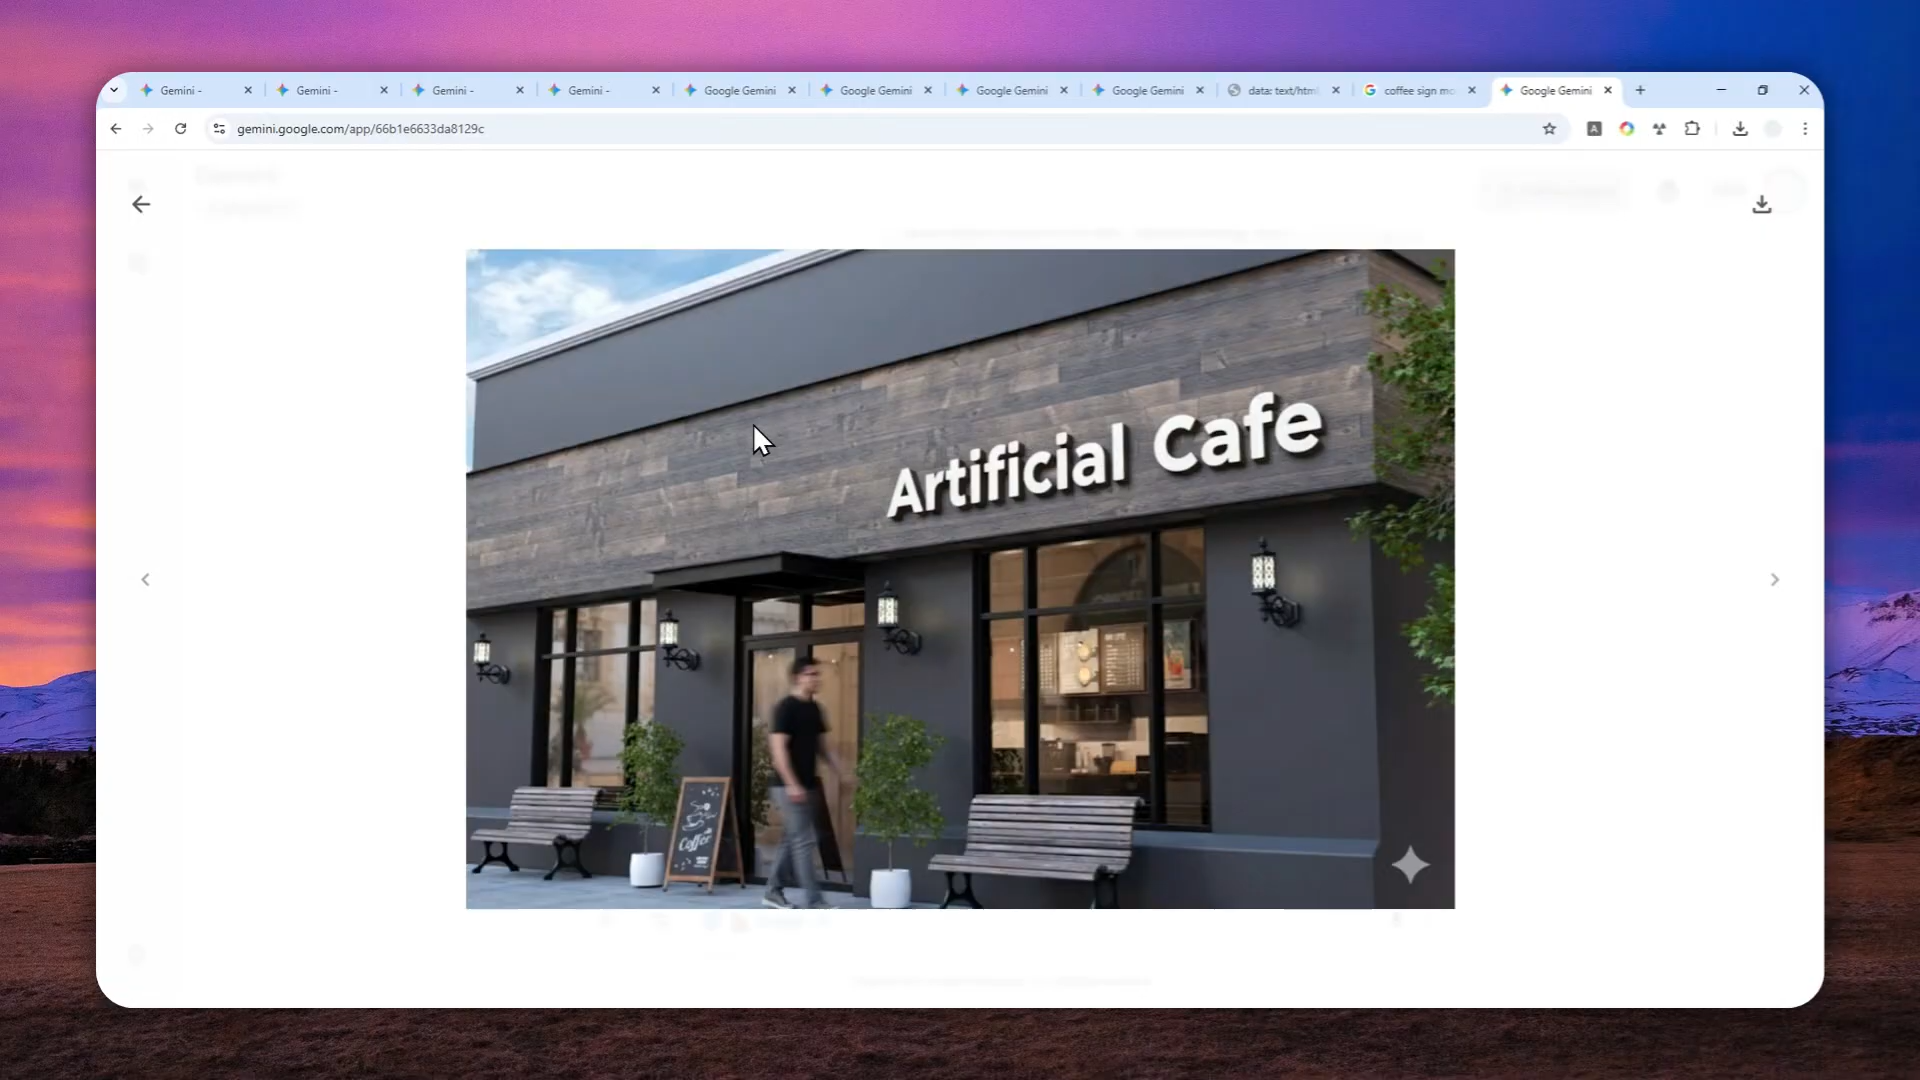 Gemini -
Gemini -
Gemini -
Gemini -
Google Gemini
Google Gemini
Google Gemini
Google Gemini
data: text/html
coffee sign mo
Google Gemini
gemini.google.com/app/66b1e6633da8129c
A
Artificial Cafe
Coffee